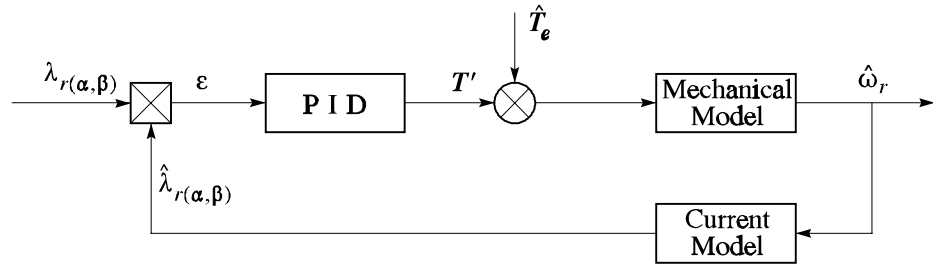 T̂e
λr(α,β)
ε
PID
T′
Mechanical
Model
ω̂r
λ̂r(α,β)
Current
Model